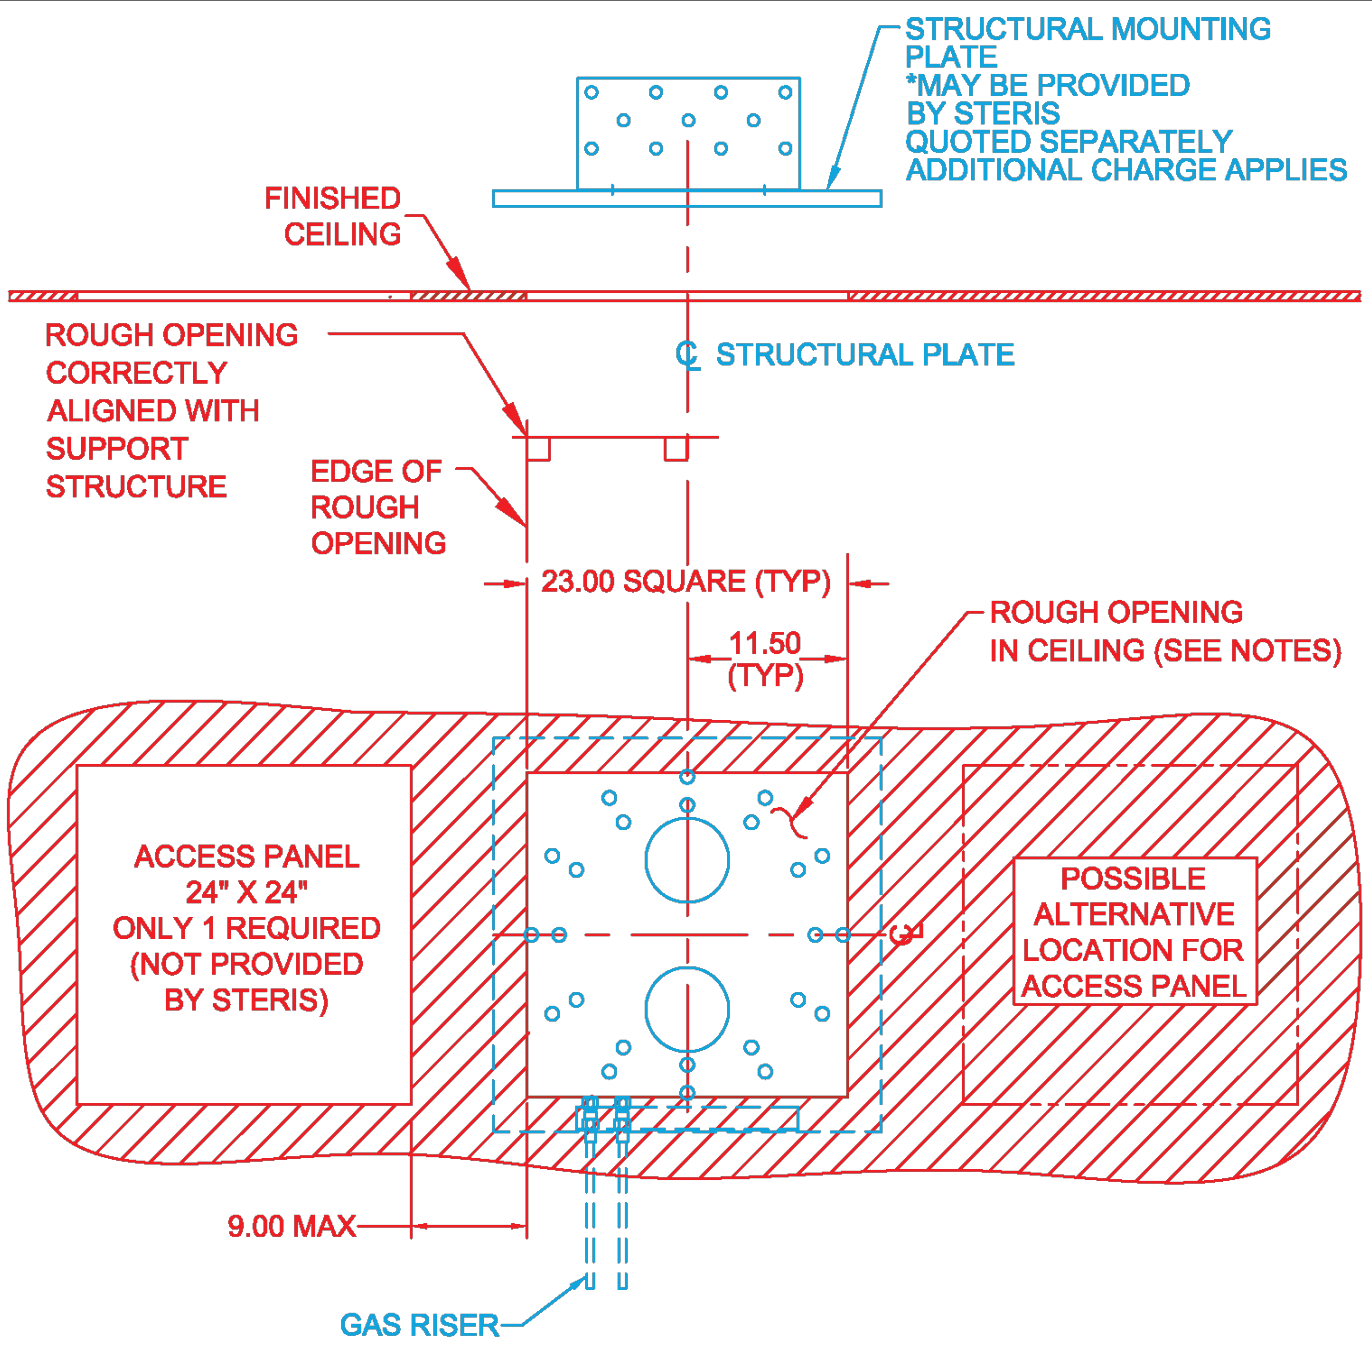 STRUCTURAL MOUNTING
PLATE
*MAY BE PROVIDED
BY STERIS
QUOTED SEPARATELY
ADDITIONAL CHARGE APPLIES
FINISHED
CEILING
ROUGH OPENING
CORRECTLY
ALIGNED WITH
SUPPORT
STRUCTURE
℄ STRUCTURAL PLATE
EDGE OF
ROUGH
OPENING
23.00 SQUARE (TYP)
11.50
(TYP)
ROUGH OPENING
IN CEILING (SEE NOTES)
ACCESS PANEL
24" X 24"
ONLY 1 REQUIRED
(NOT PROVIDED
BY STERIS)
℄
POSSIBLE
ALTERNATIVE
LOCATION FOR
ACCESS PANEL
9.00 MAX
GAS RISER